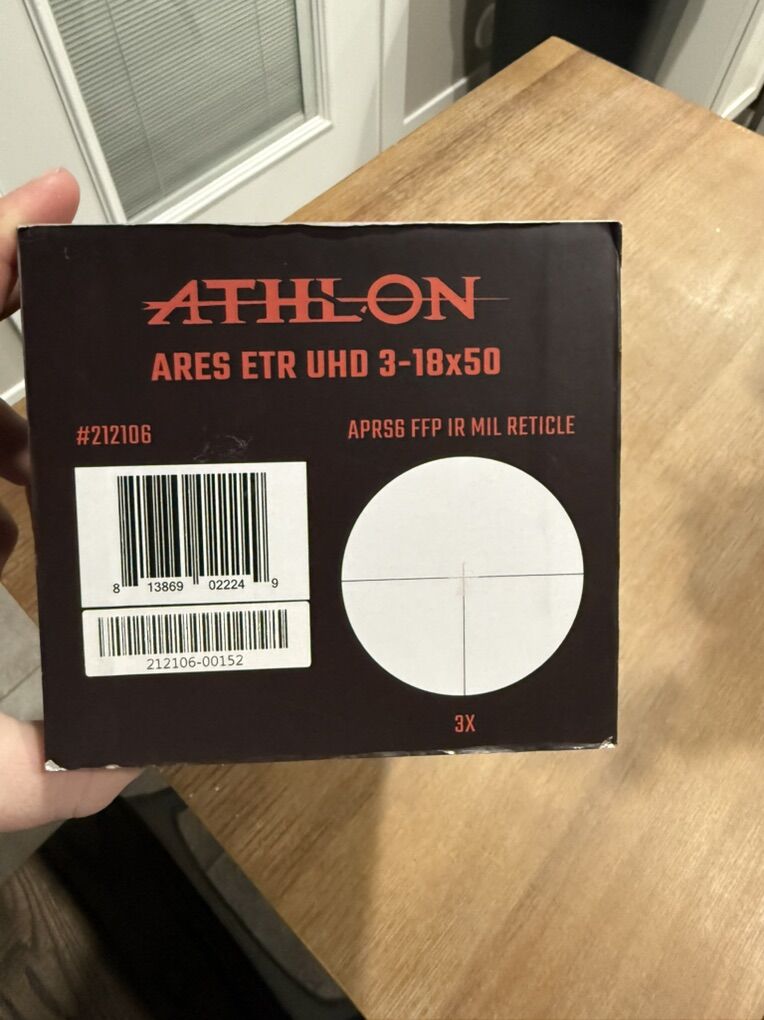 ATHLON
ARES ETR UHD 3-18x50
#212106
APRS6 FFP IR MIL RETICLE
8 13869 02224 9
212106-00152
3X